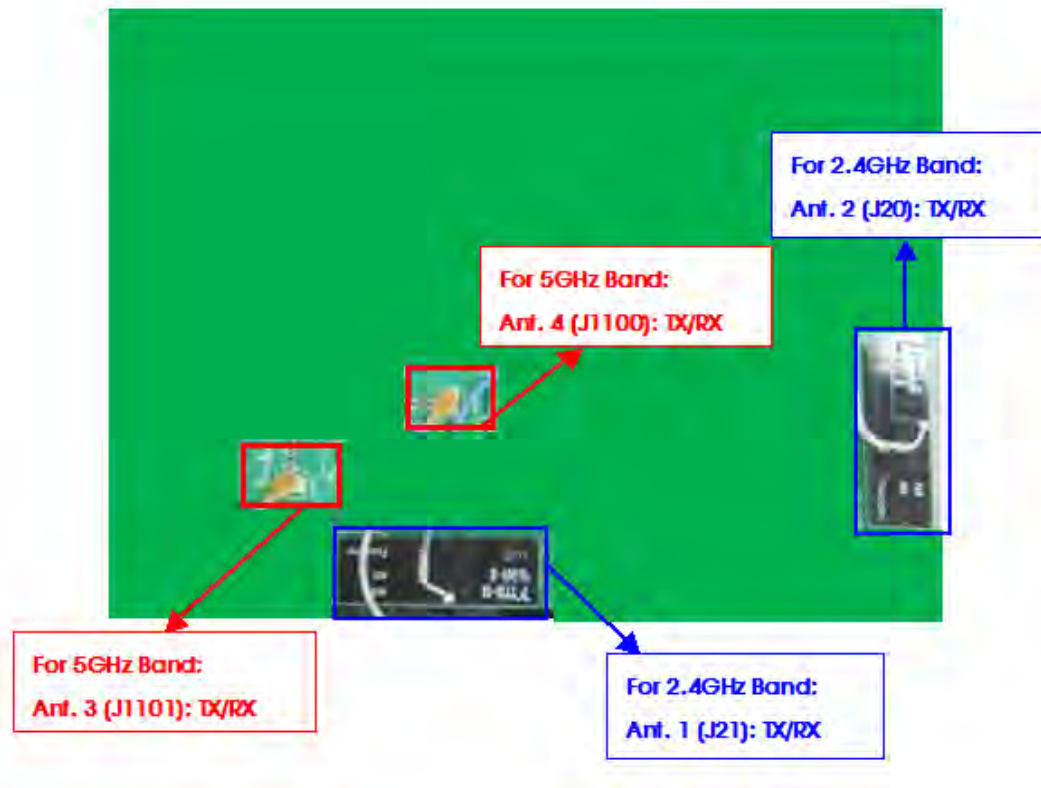 For 2.4GHz Band:
Ant. 2 (J20): TX/RX
For 5GHz Band:
Ant. 4 (J1100): TX/RX
For 5GHz Band:
Ant. 3 (J1101): TX/RX
For 2.4GHz Band:
Ant. 1 (J21): TX/RX